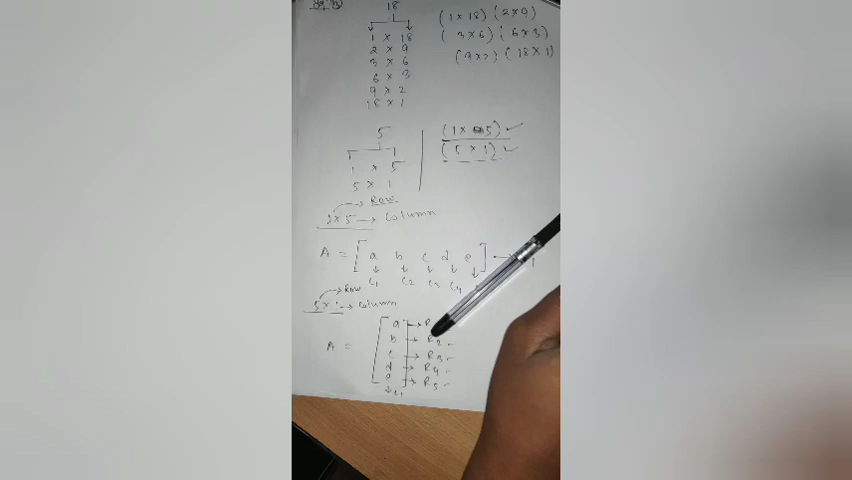 18
1 × 18
2 × 9
3 × 6
6 × 3
9 × 2
18 × 1
(1 × 18) (2 × 9)
(3 × 6) (6 × 3)
(9 × 2) (18 × 1)
5
1 × 5
5 × 1
(1 × 5)
(5 × 1)
Row
1 × 5 → Column
A = [ a b c d e ] → 1
C1 C2 C3 C4
Row
5 × 1 → Column
A = [ a → R
b → R2
c → R3
d → R4
e → R5
C1